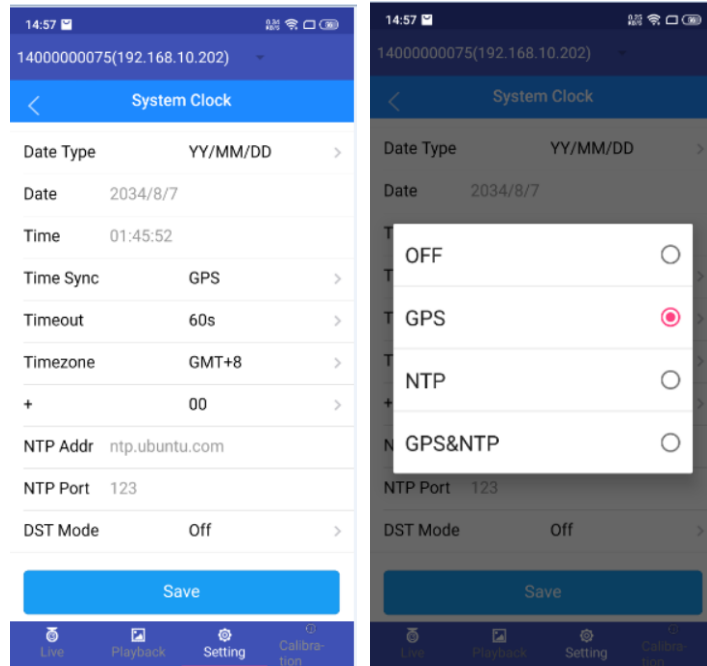 14:57
0.34 KB/S
14000000075(192.168.10.202)
System Clock
Date Type YY/MM/DD
Date 2034/8/7
Time 01:45:52
Time Sync GPS
Timeout 60s
Timezone GMT+8
+ 00
NTP Addr ntp.ubuntu.com
NTP Port 123
DST Mode Off
Save
Live Playback Setting Calibra-
tion
14:57
14000000075(192.168.10.202)
System Clock
Date Type YY/MM/DD
Date 2034/8/7
T
OFF
T
GPS
T
T
NTP
+
N
GPS&NTP
NTP Port 123
DST Mode Off
Save
Live Playback Setting Calibra-
tion